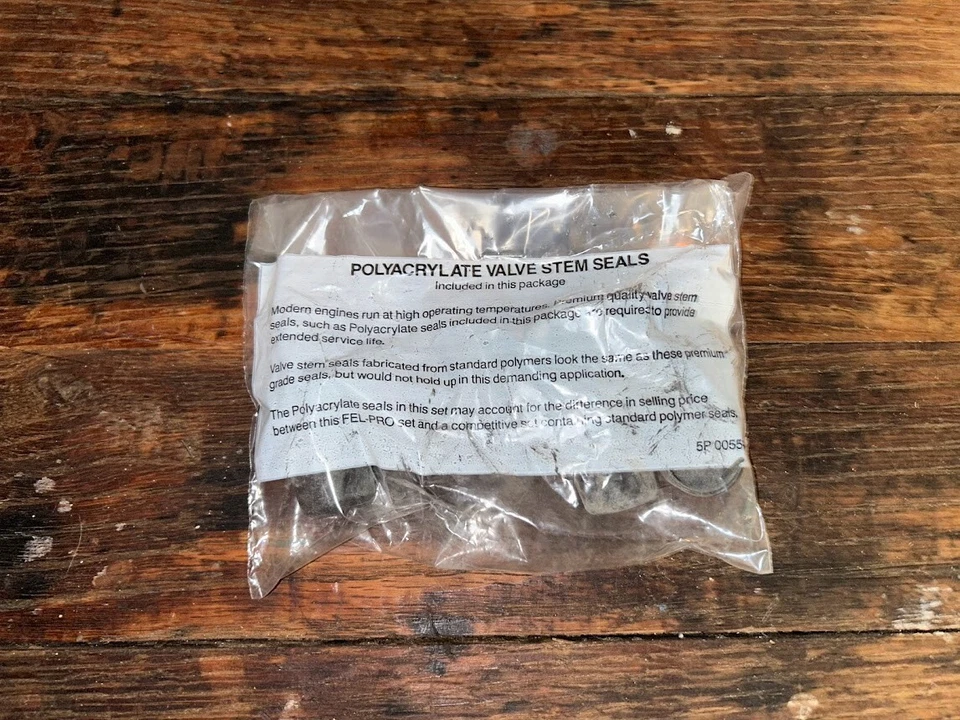 POLYACRYLATE VALVE STEM SEALS
included in this package
Modern engines run at high operating temperatures. Premium quality valve stem
seals, such as Polyacrylate seals included in this package are required to provide
extended service life.
Valve stem seals fabricated from standard polymers look the same as these premium
grade seals, but would not hold up in this demanding application.
The Polyacrylate seals in this set may account for the difference in selling price
between this FEL-PRO set and a competitive set containing standard polymer seals.
5P 0055